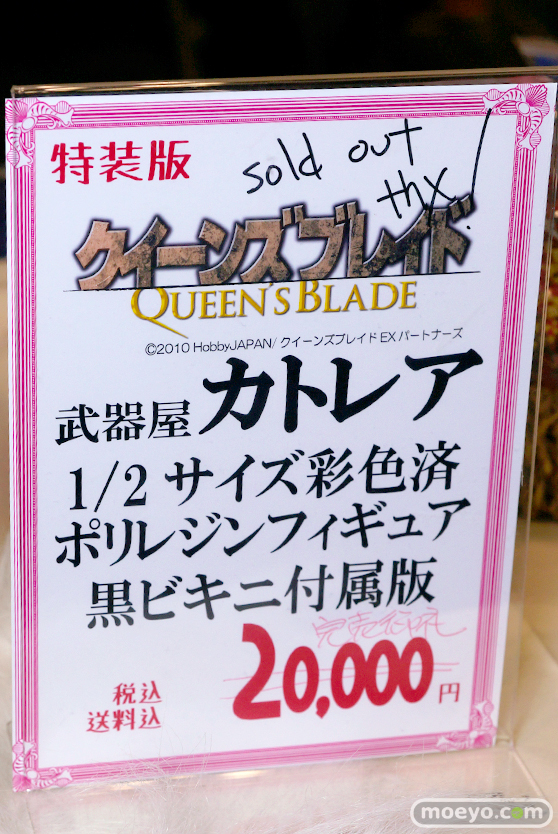 特装版
sold out
thx!
クイーンズブレイド
QUEEN'S BLADE
©2010 HobbyJAPAN/クイーンズブレイドEXパートナーズ
武器屋 カトレア
1/2 サイズ彩色済
ポリレジンフィギュア
黒ビキニ付属版
完売御礼
税込
送料込
20,000円
moeyo.com